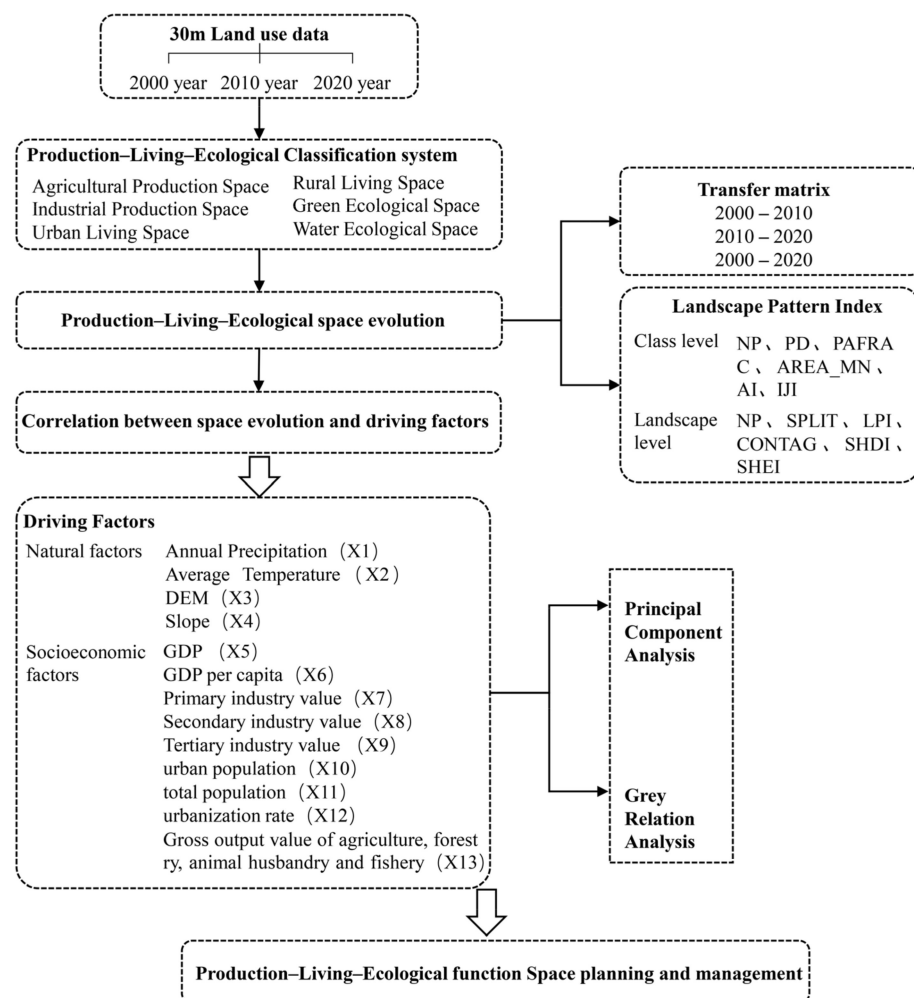 30m Land use data
2000 year 2010 year 2020 year
Production–Living–Ecological Classification system
Agricultural Production Space
Industrial Production Space
Urban Living Space
Rural Living Space
Green Ecological Space
Water Ecological Space
Transfer matrix
2000 – 2010
2010 – 2020
2000 – 2020
Production–Living–Ecological space evolution
Landscape Pattern Index
Class level
NP、PD、PAFRA
C、AREA_MN、
AI、IJI
Landscape
level
NP、SPLIT、LPI、
CONTAG、SHDI、
SHEI
Correlation between space evolution and driving factors
Driving Factors
Natural factors
Annual Precipitation（X1）
Average Temperature（X2）
DEM（X3）
Slope（X4）
Socioeconomic
factors
GDP（X5）
GDP per capita（X6）
Primary industry value（X7）
Secondary industry value（X8）
Tertiary industry value（X9）
urban population（X10）
total population（X11）
urbanization rate（X12）
Gross output value of agriculture, forest
ry, animal husbandry and fishery（X13）
Principal
Component
Analysis
Grey
Relation
Analysis
Production–Living–Ecological function Space planning and management